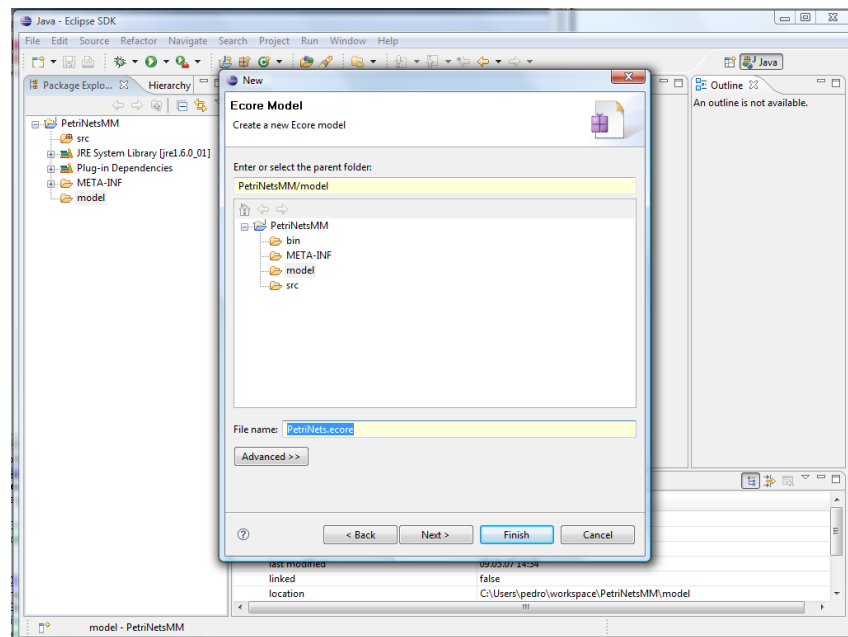 Java - Eclipse SDK
File Edit Source Refactor Navigate Search Project Run Window Help
Java
Package Explo... Hierarchy
PetriNetsMM
src
JRE System Library [jre1.6.0_01]
Plug-in Dependencies
META-INF
model
New
Ecore Model
Create a new Ecore model
Enter or select the parent folder:
PetriNetsMM/model
PetriNetsMM
bin
META-INF
model
src
File name: PetriNets.ecore
Advanced >>
< Back Next > Finish Cancel
Outline
An outline is not available.
last modified 09.05.07 14:54
linked false
location C:\Users\pedro\workspace\PetriNetsMM\model
model - PetriNetsMM